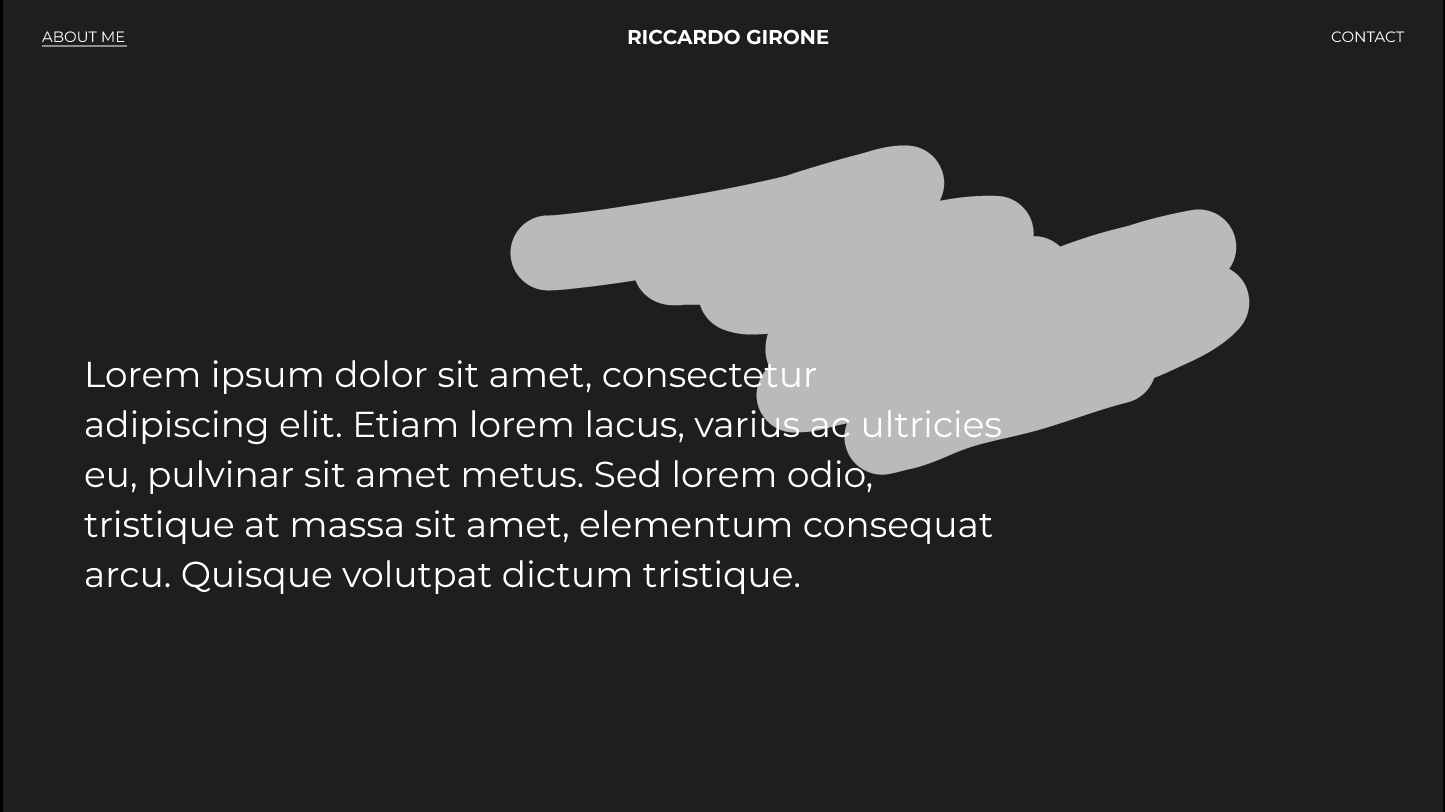 ABOUT ME
RICCARDO GIRONE
CONTACT
Lorem ipsum dolor sit amet, consectetur
adipiscing elit. Etiam lorem lacus, varius ac ultricies
eu, pulvinar sit amet metus. Sed lorem odio,
tristique at massa sit amet, elementum consequat
arcu. Quisque volutpat dictum tristique.